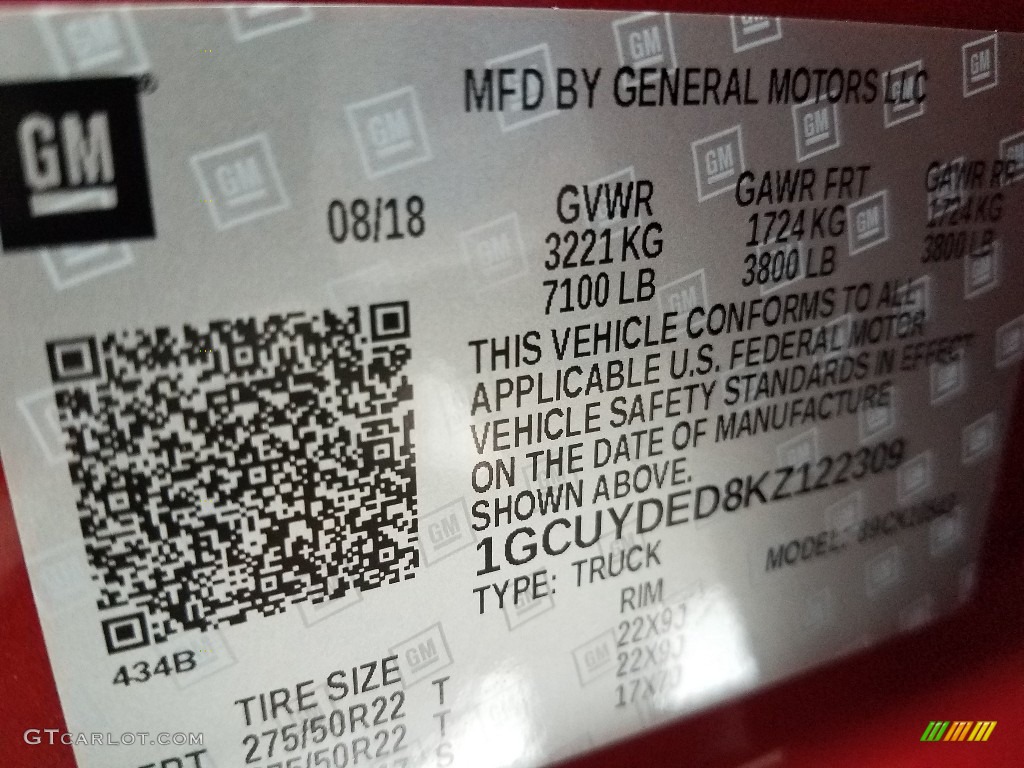 GM
MFD BY GENERAL MOTORS LLC
08/18
GVWR
3221 KG
7100 LB
GAWR FRT
1724 KG
3800 LB
GAWR RR
1724 KG
3800 LB
THIS VEHICLE CONFORMS TO ALL
APPLICABLE U.S. FEDERAL MOTOR
VEHICLE SAFETY STANDARDS IN EFFECT
ON THE DATE OF MANUFACTURE
SHOWN ABOVE.
1GCUYDED8KZ122309
TYPE: TRUCK
MODEL:
434B
TIRE SIZE
RIM
275/50R22 T
22X9J
T
22X9J
S
17X7J
GTCARLOT.COM